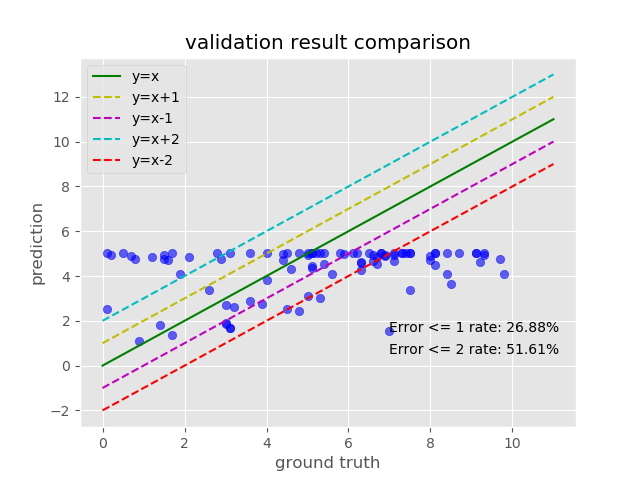 validation result comparison
y=x
y=x+1
y=x-1
y=x+2
y=x-2
12
10
8
6
4
2
0
−2
prediction
Error <= 1 rate: 26.88%
Error <= 2 rate: 51.61%
0 2 4 6 8 10
ground truth